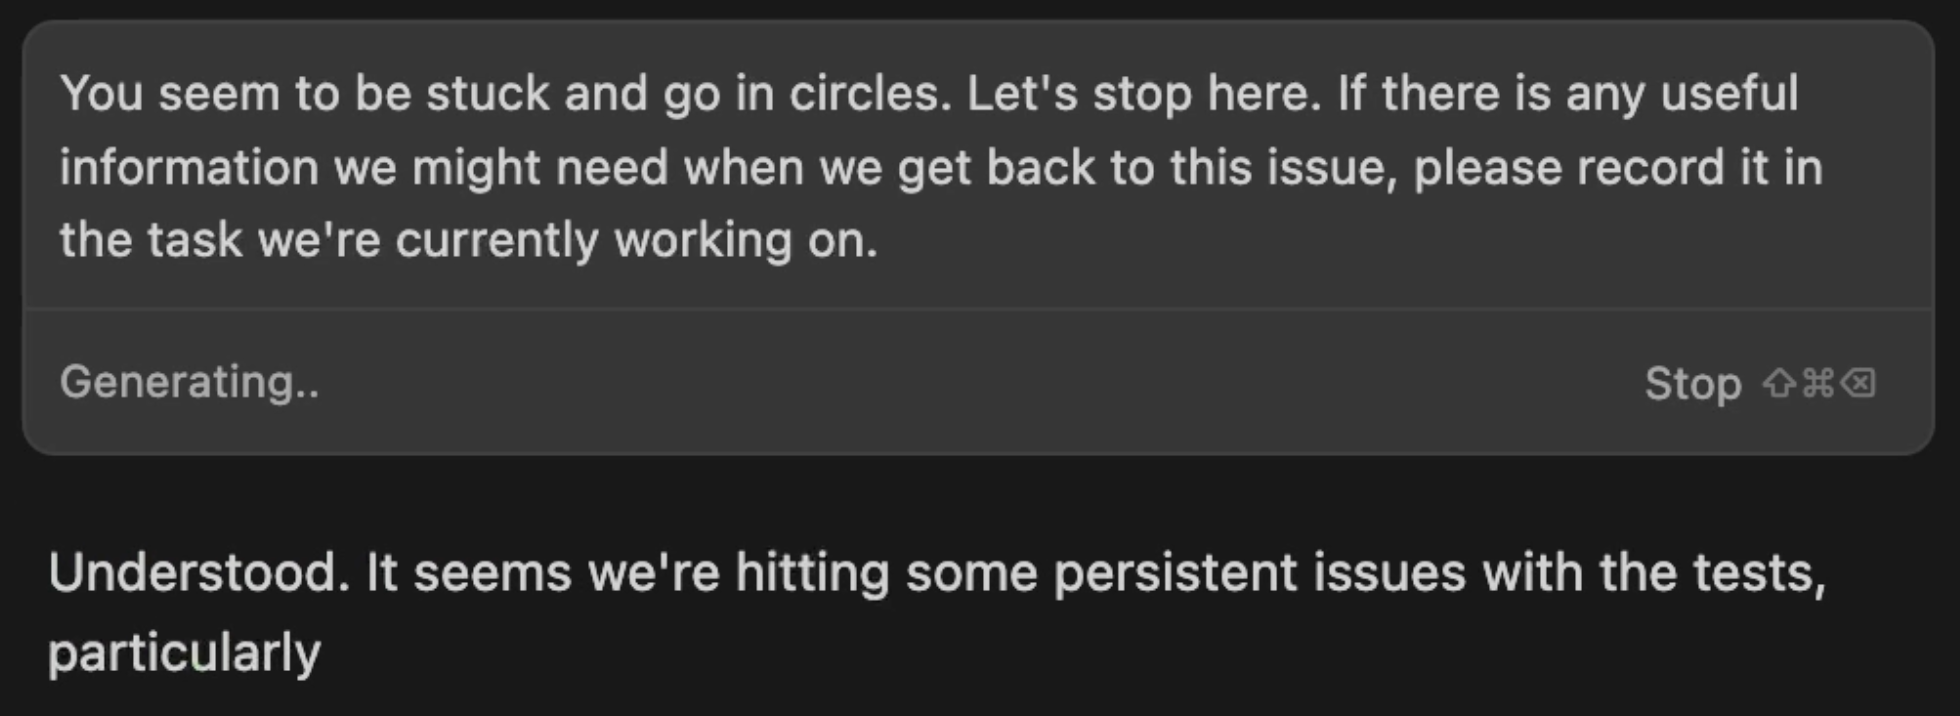 You seem to be stuck and go in circles. Let's stop here. If there is any useful
information we might need when we get back to this issue, please record it in
the task we're currently working on.
Generating..
Stop ⇧⌘⌫
Understood. It seems we're hitting some persistent issues with the tests,
particularly